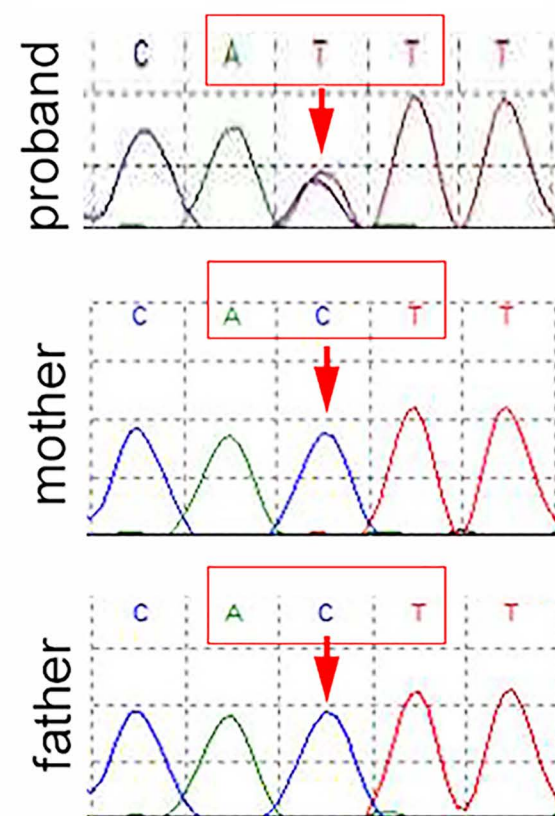 proband
C A T T T
mother
C A C T T
father
C A C T T